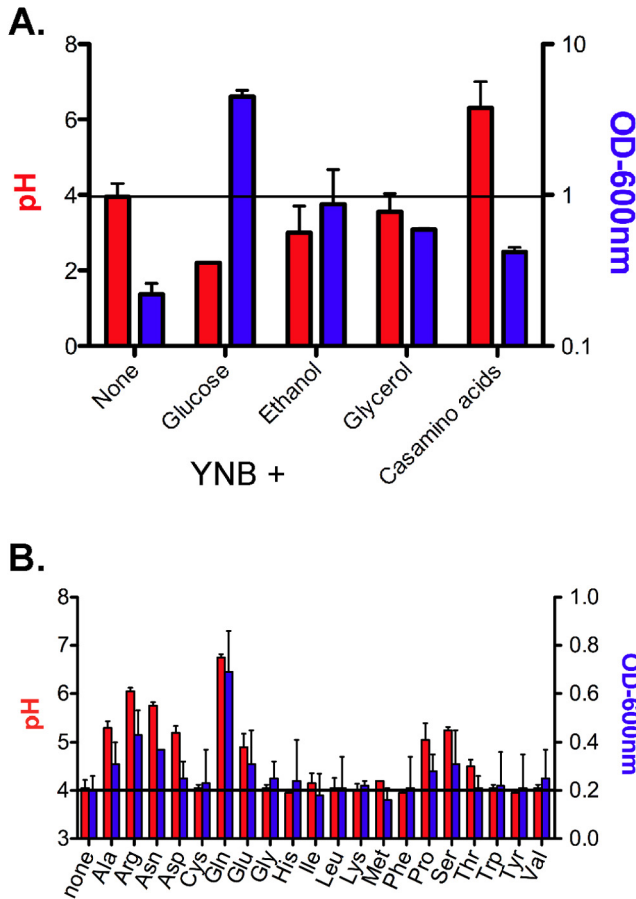 A.
8
6
4
2
0
pH
10
1
0.1
OD-600nm
None
Glucose
Ethanol
Glycerol
Casamino acids
YNB +
B.
8
7
6
5
4
3
pH
1.0
0.8
0.6
0.4
0.2
0.0
OD-600nm
none
Ala
Arg
Asn
Asp
Cys
Gln
Glu
Gly
His
Ile
Leu
Lys
Met
Phe
Pro
Ser
Thr
Trp
Tyr
Val